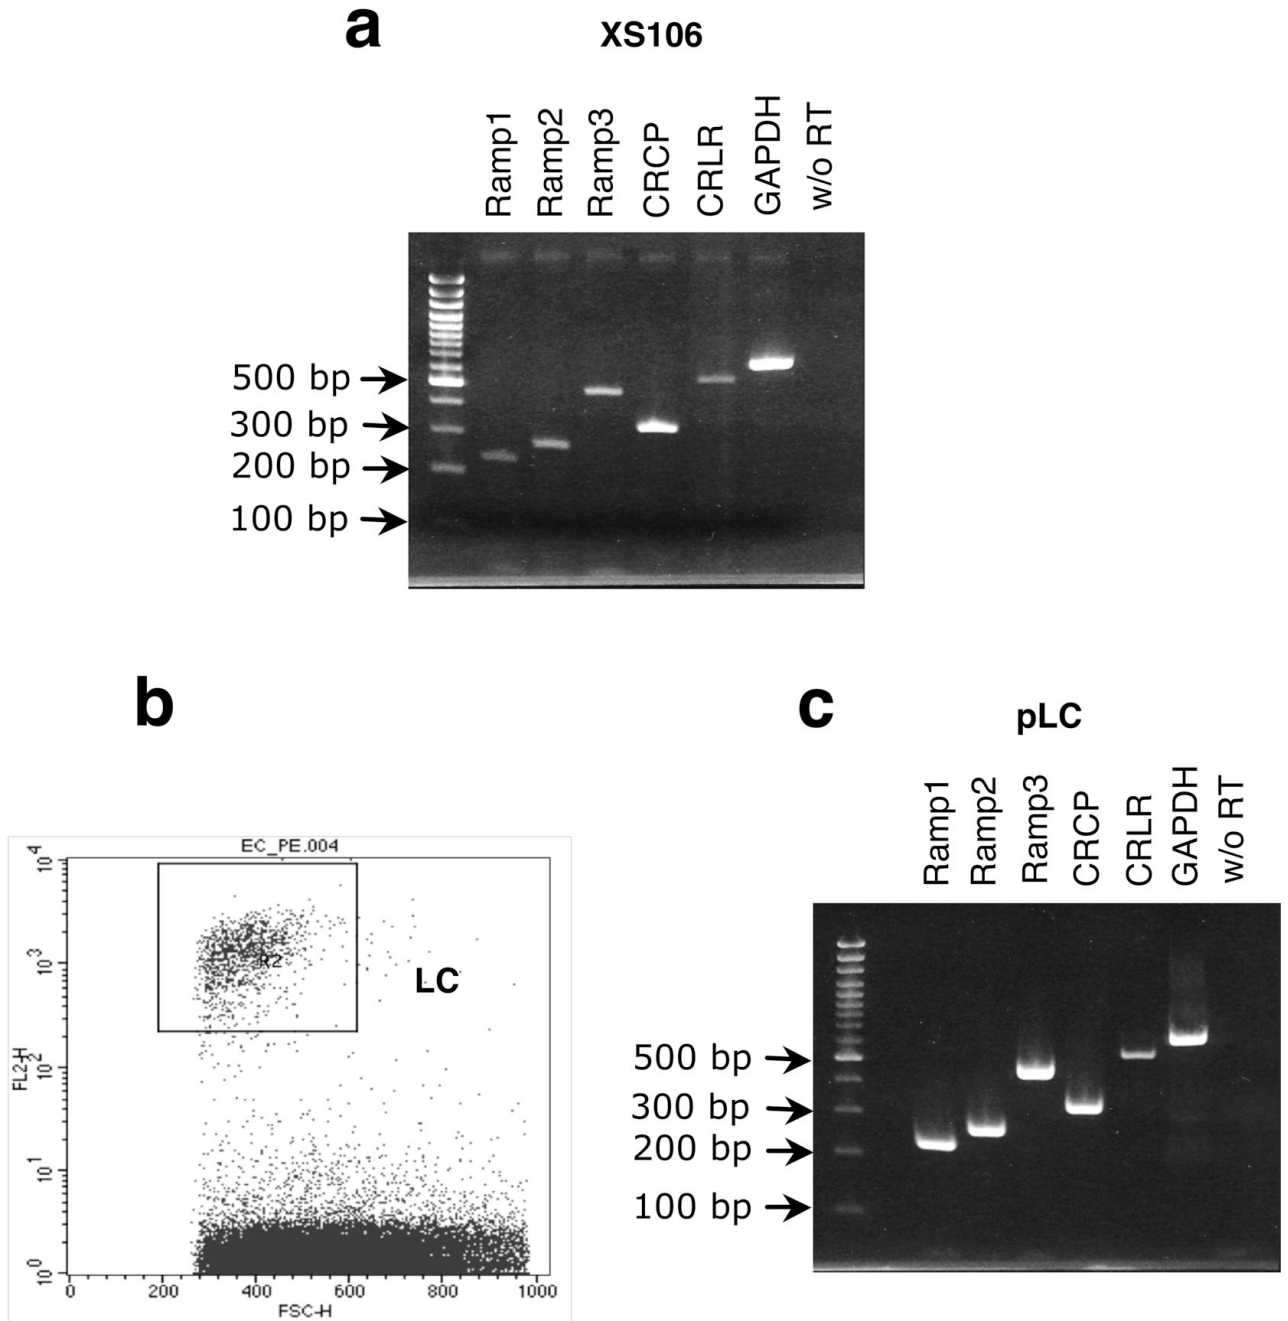 a
XS106
Ramp1
Ramp2
Ramp3
CRCP
CRLR
GAPDH
w/o RT
500 bp
300 bp
200 bp
100 bp
b
EC_PE.004
10^4
10^3
10^2
10^1
10^0
FL2-H
R2
LC
0
200
400
600
800
1000
FSC-H
c
pLC
Ramp1
Ramp2
Ramp3
CRCP
CRLR
GAPDH
w/o RT
500 bp
300 bp
200 bp
100 bp